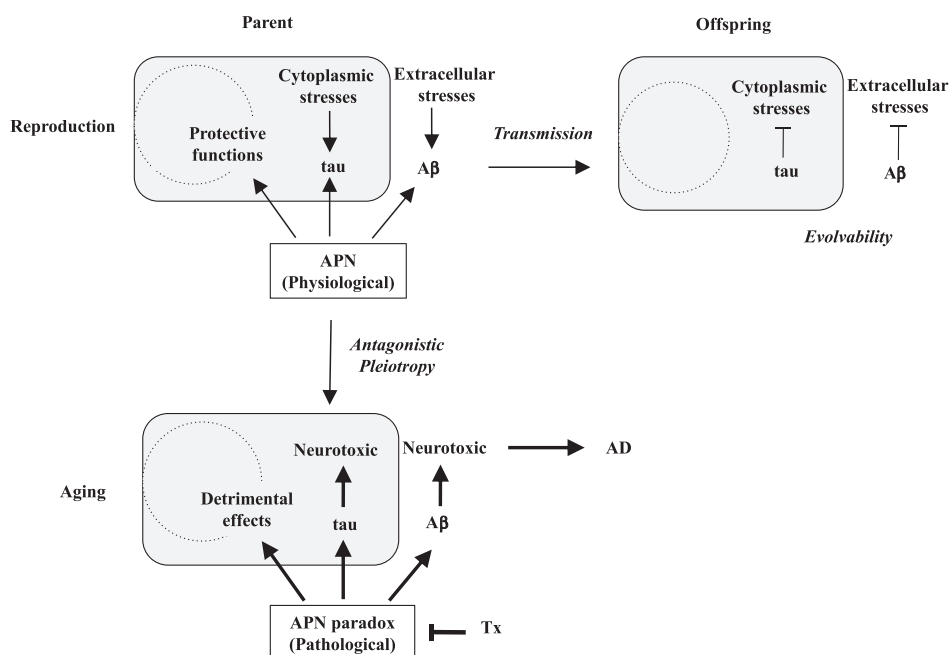 Parent
Offspring
Reproduction
Cytoplasmic
stresses
Extracellular
stresses
Protective
functions
tau
Aβ
Transmission
Cytoplasmic
stresses
Extracellular
stresses
tau
Aβ
Evolvability
APN
(Physiological)
Antagonistic
Pleiotropy
Aging
Neurotoxic
Neurotoxic
AD
Detrimental
effects
tau
Aβ
APN paradox
(Pathological)
Tx